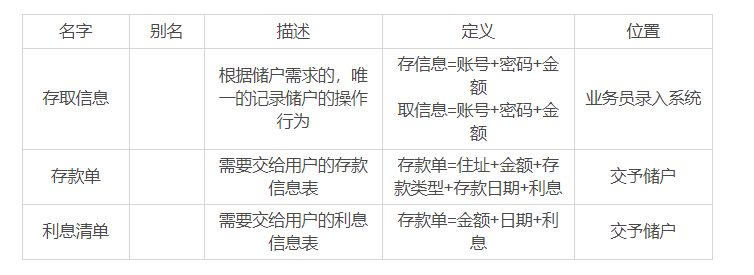 名字 别名 描述 定义 位置
存取信息
根据储户需求的，唯
一的记录储户的操作
行为
存信息=账号+密码+金
额
取信息=账号+密码+金
额
业务员录入系统
存款单
需要交给用户的存款
信息表
存款单=住址+金额+存
款类型+存款日期+利息
交予储户
利息清单
需要交给用户的利息
信息表
存款单=金额+日期+利
息
交予储户